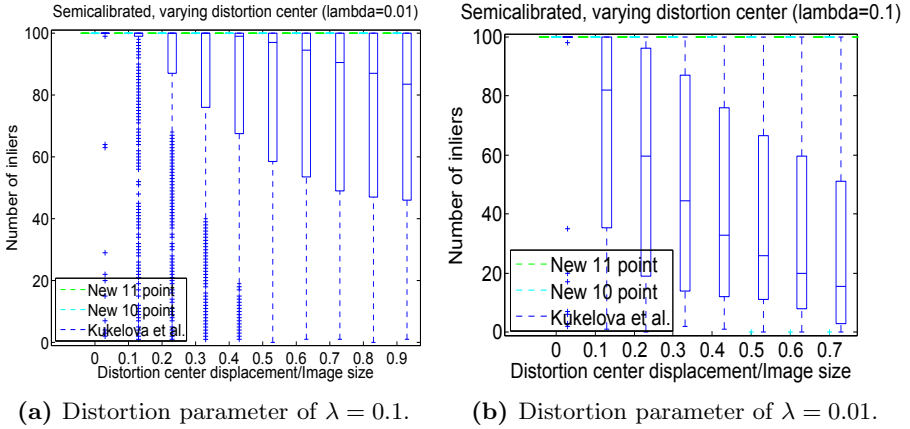 Semicalibrated, varying distortion center (lambda=0.01)
100
80
60
40
20
0
Number of inliers
New 11 point
New 10 point
Kukelova et al.
0 0.1 0.2 0.3 0.4 0.5 0.6 0.7 0.8 0.9
Distortion center displacement/Image size
(a) Distortion parameter of λ = 0.1.
Semicalibrated, varying distortion center (lambda=0.1)
100
80
60
40
20
0
Number of inliers
New 11 point
New 10 point
Kukelova et al.
0 0.1 0.2 0.3 0.4 0.5 0.6 0.7
Distortion center displacement/Image size
(b) Distortion parameter of λ = 0.01.